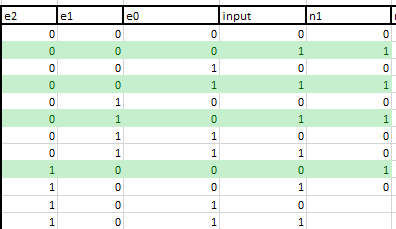 e2 e1 e0 input n1
0 0 0 0 0
0 0 0 1 1
0 0 1 0 0
0 0 1 1 1
0 1 0 0 0
0 1 0 1 1
0 1 1 0 0
0 1 1 1 0
1 0 0 0 1
1 0 0 1 0
1 0 1 0
1 0 1 1